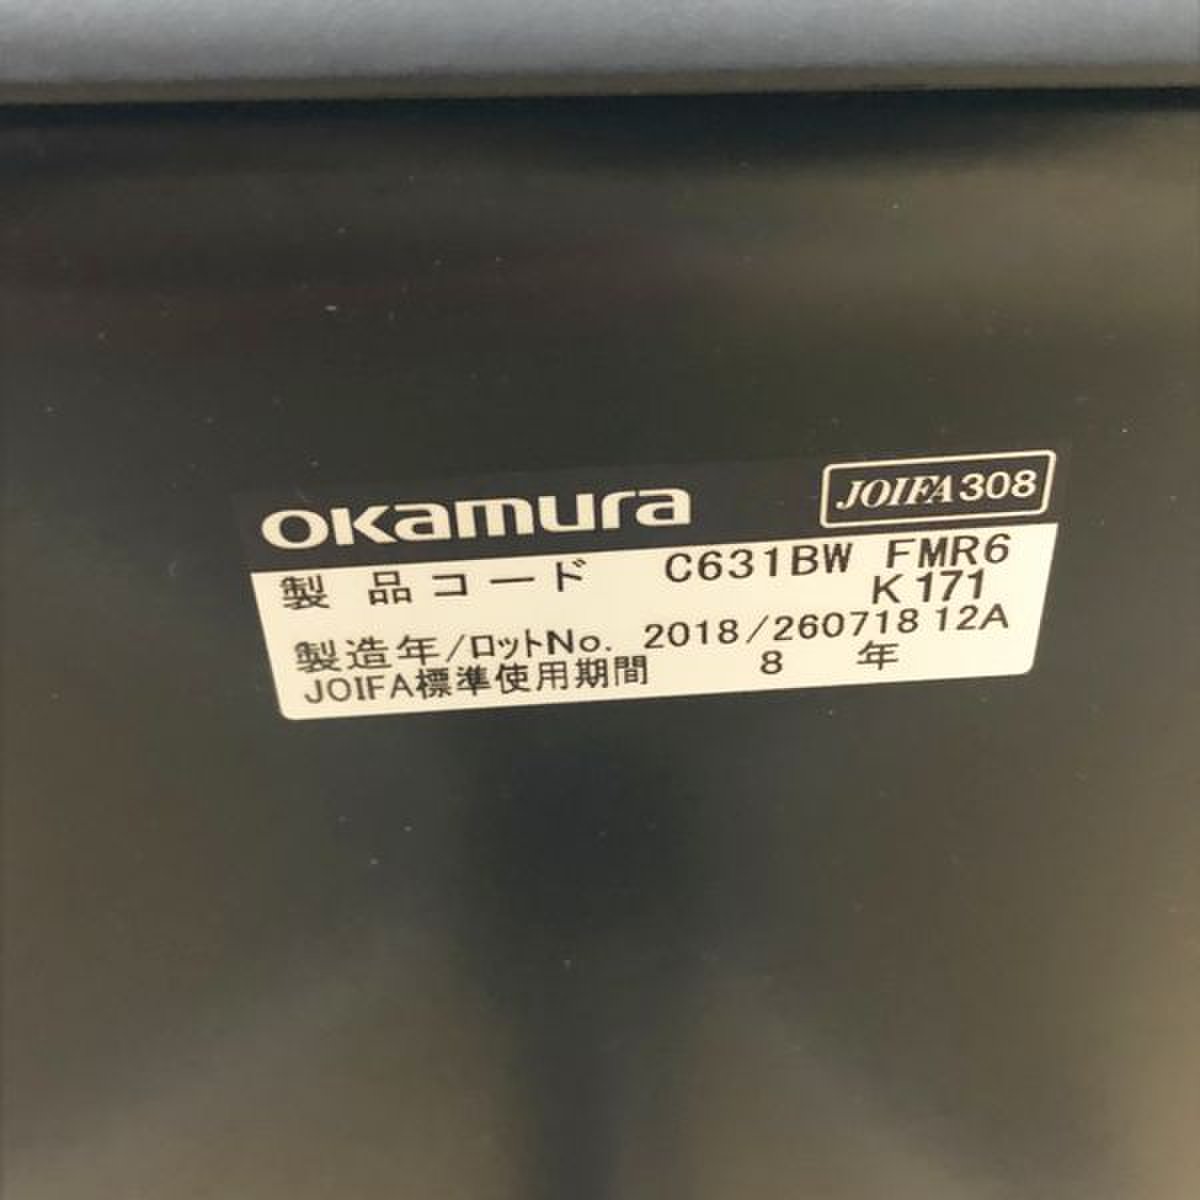 OKamura
JOIFA308
製品コード C631BW FMR6
K171
製造年/ロットNo. 2018/260718 12A
JOIFA標準使用期間 8 年